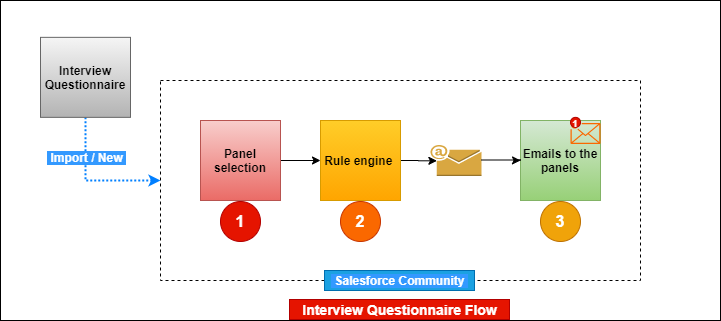 Interview
Questionnaire
Import / New
Panel
selection
Rule engine
@
1
Emails to the
panels
1
2
3
Salesforce Community
Interview Questionnaire Flow